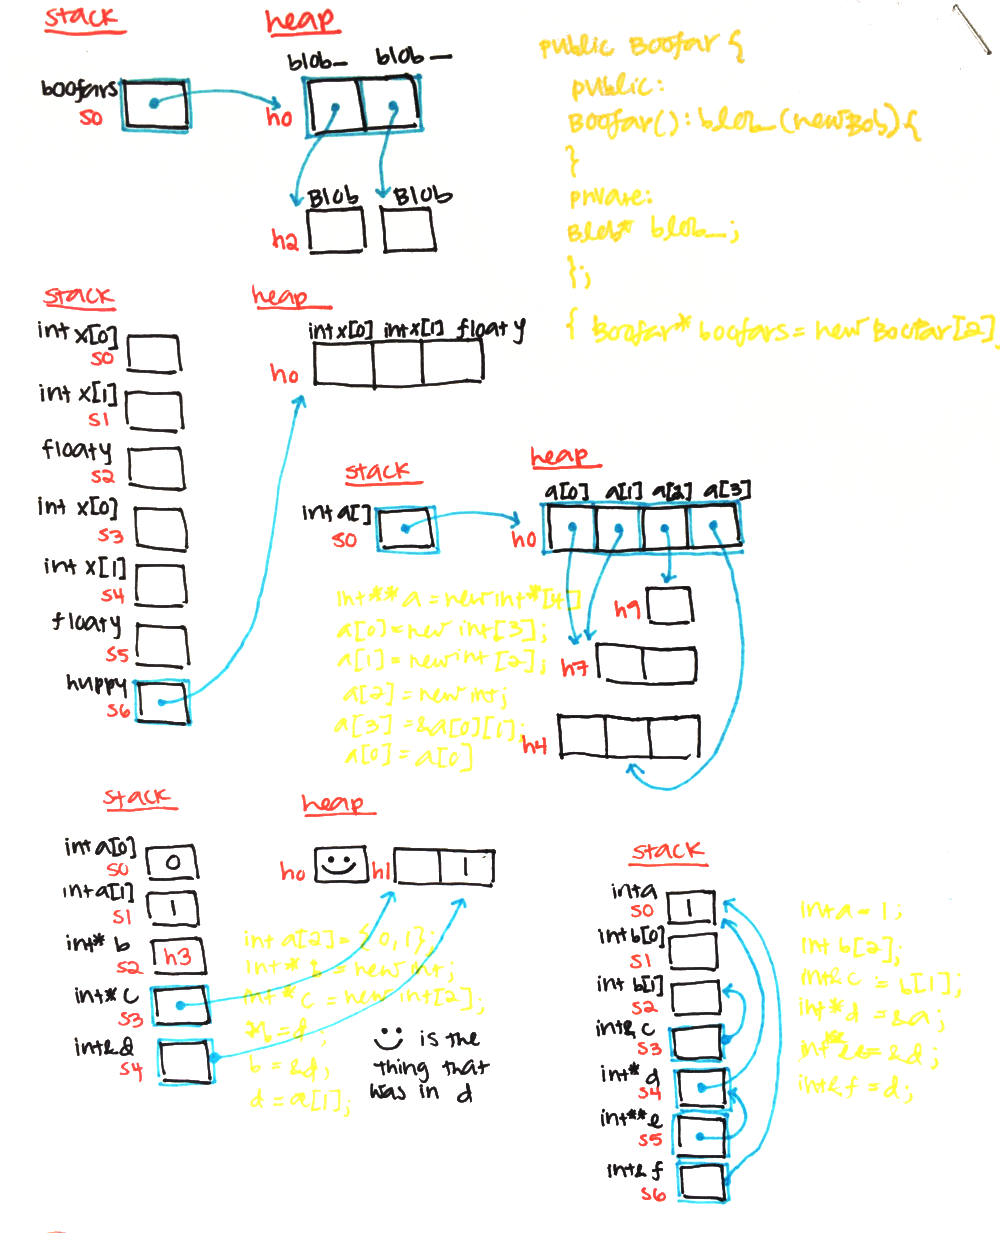 stack
heap
boofars
s0
blob_ blob_
h0
Blob Blob
h2
public Boofar {
public:
Boofar(): blob_(newBob) {
}
private:
Blob* blob_;
};
{ Boofar* boofars = new Boofar[2]
stack
int x[0]
s0
int x[1]
s1
floaty
s2
int x[0]
s3
int x[1]
s4
floaty
s5
huppy
s6
heap
int x[0] int x[1] floaty
h0
stack
int a[]
s0
heap
a[0] a[1] a[2] a[3]
h0
h9
h7
h4
int** a = new int*[4]
a[0] = new int[3];
a[1] = new int[2];
a[2] = new int;
a[3] = &a[0][1];
a[0] = a[0]
stack
int a[0]
s0
0
int a[1]
s1
1
int* b
s2
h3
int* c
s3
int& d
s4
heap
h0
h1
1
int a[2] = {0,1};
int* = new int;
int* c = new int[2];
= d;
b = &d;
d = a[1];
is the
thing that
was in d
stack
int a
s0
1
int b[0]
s1
int b[1]
s2
int& c
s3
int* d
s4
int** e
s5
int& f
s6
int a = 1;
int b[2];
int& c = b[1];
int* d = &a;
int = &d;
int& f = d;